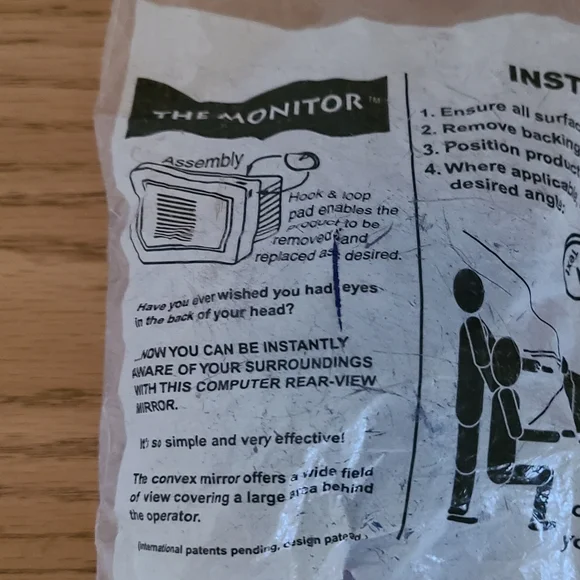 THE MONITOR™
Assembly
Hook & loop
pad enables the
product to be
removed and
replaced as desired.
Have you ever wished you had eyes
in the back of your head?
...NOW YOU CAN BE INSTANTLY
AWARE OF YOUR SURROUNDINGS
WITH THIS COMPUTER REAR-VIEW
MIRROR.
It's so simple and very effective!
The convex mirror offers a wide field
of view covering a large area behind
the operator.
(International patents pending, design patead
INST
1. Ensure all surfac
2. Remove backing
3. Position produc
4. Where applicab
desired angle
TEXT